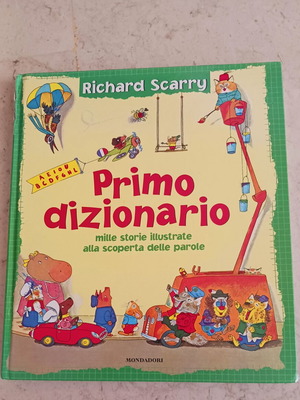 Richard Scarry
A E I O U
B C D F G H L
Primo
dizionario
mille storie illustrate
alla scoperta delle parole
MONDADORI